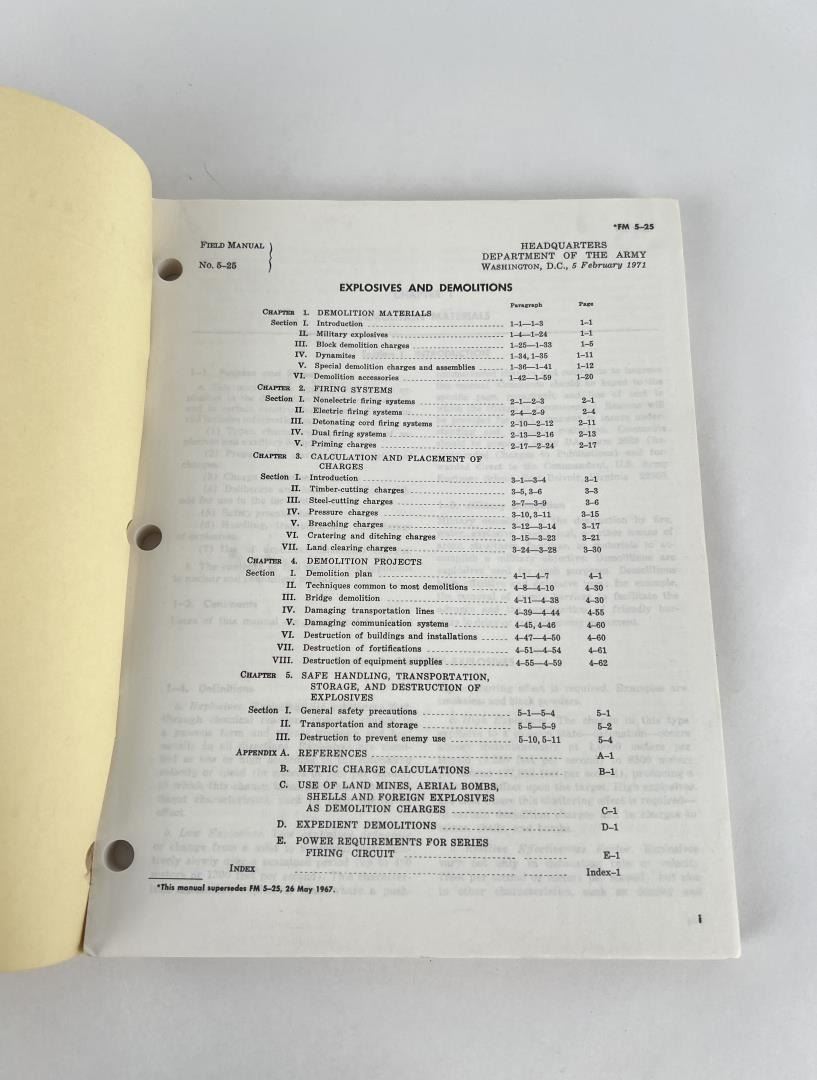 *FM 5–25
FIELD MANUAL
No. 5–25
HEADQUARTERS
DEPARTMENT OF THE ARMY
WASHINGTON, D.C., 5 February 1971
EXPLOSIVES AND DEMOLITIONS
Paragraph Page
CHAPTER 1. DEMOLITION MATERIALS
Section I. Introduction 1–1—1–3 1–1
II. Military explosives 1–4—1–24 1–1
III. Block demolition charges 1–25—1–33 1–5
IV. Dynamites 1–34, 1–35 1–11
V. Special demolition charges and assemblies 1–36—1–41 1–12
VI. Demolition accessories 1–42—1–59 1–20
CHAPTER 2. FIRING SYSTEMS
Section I. Nonelectric firing systems 2–1—2–3 2–1
II. Electric firing systems 2–4—2–9 2–4
III. Detonating cord firing systems 2–10—2–12 2–11
IV. Dual firing systems 2–13—2–16 2–13
V. Priming charges 2–17—2–24 2–17
CHAPTER 3. CALCULATION AND PLACEMENT OF
CHARGES
Section I. Introduction 3–1—3–4 3–1
II. Timber-cutting charges 3–5, 3–6 3–3
III. Steel-cutting charges 3–7—3–9 3–6
IV. Pressure charges 3–10, 3–11 3–15
V. Breaching charges 3–12—3–14 3–17
VI. Cratering and ditching charges 3–15—3–23 3–21
VII. Land clearing charges 3–24—3–28 3–30
CHAPTER 4. DEMOLITION PROJECTS
Section I. Demolition plan 4–1—4–7 4–1
II. Techniques common to most demolitions 4–8—4–10 4–30
III. Bridge demolition 4–11—4–38 4–30
IV. Damaging transportation lines 4–39—4–44 4–55
V. Damaging communication systems 4–45, 4–46 4–60
VI. Destruction of buildings and installations 4–47—4–50 4–60
VII. Destruction of fortifications 4–51—4–54 4–61
VIII. Destruction of equipment supplies 4–55—4–59 4–62
CHAPTER 5. SAFE HANDLING, TRANSPORTATION,
STORAGE, AND DESTRUCTION OF
EXPLOSIVES
Section I. General safety precautions 5–1—5–4 5–1
II. Transportation and storage 5–5—5–9 5–2
III. Destruction to prevent enemy use 5–10, 5–11 5–4
APPENDIX A. REFERENCES A–1
B. METRIC CHARGE CALCULATIONS B–1
C. USE OF LAND MINES, AERIAL BOMBS,
SHELLS AND FOREIGN EXPLOSIVES
AS DEMOLITION CHARGES C–1
D. EXPEDIENT DEMOLITIONS D–1
E. POWER REQUIREMENTS FOR SERIES
FIRING CIRCUIT E–1
INDEX Index–1
*This manual supersedes FM 5–25, 26 May 1967.
i